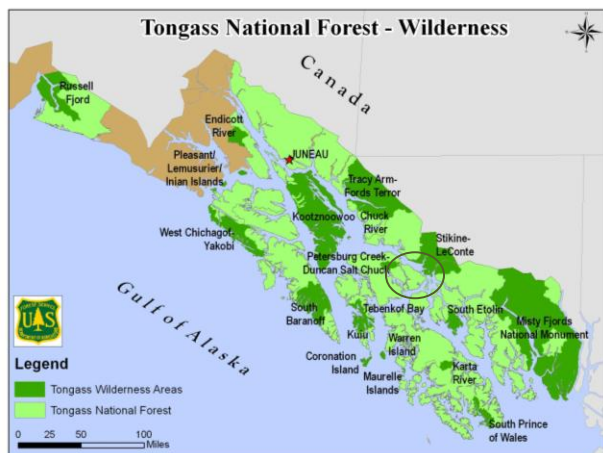 Tongass National Forest - Wilderness
Canada
Russell
Fjord
Endicott
River
JUNEAU
Pleasant/
Lemusurier/
Inian Islands
Tracy Arm-
Fords Terror
Kootznoowoo
Chuck
River
West Chichagof-
Yakobi
Stikine-
LeConte
Petersburg Creek-
Duncan Salt Chuck
Gulf of Alaska
South
Baranoff
Tebenkof Bay
South Etolin
Misty Fjords
National Monument
Kuiu
Warren
Island
Coronation
Island
Maurelle
Islands
Karta
River
South Prince
of Wales
FOREST SERVICE
US
Legend
Tongass Wilderness Areas
Tongass National Forest
0 25 50 100
Miles